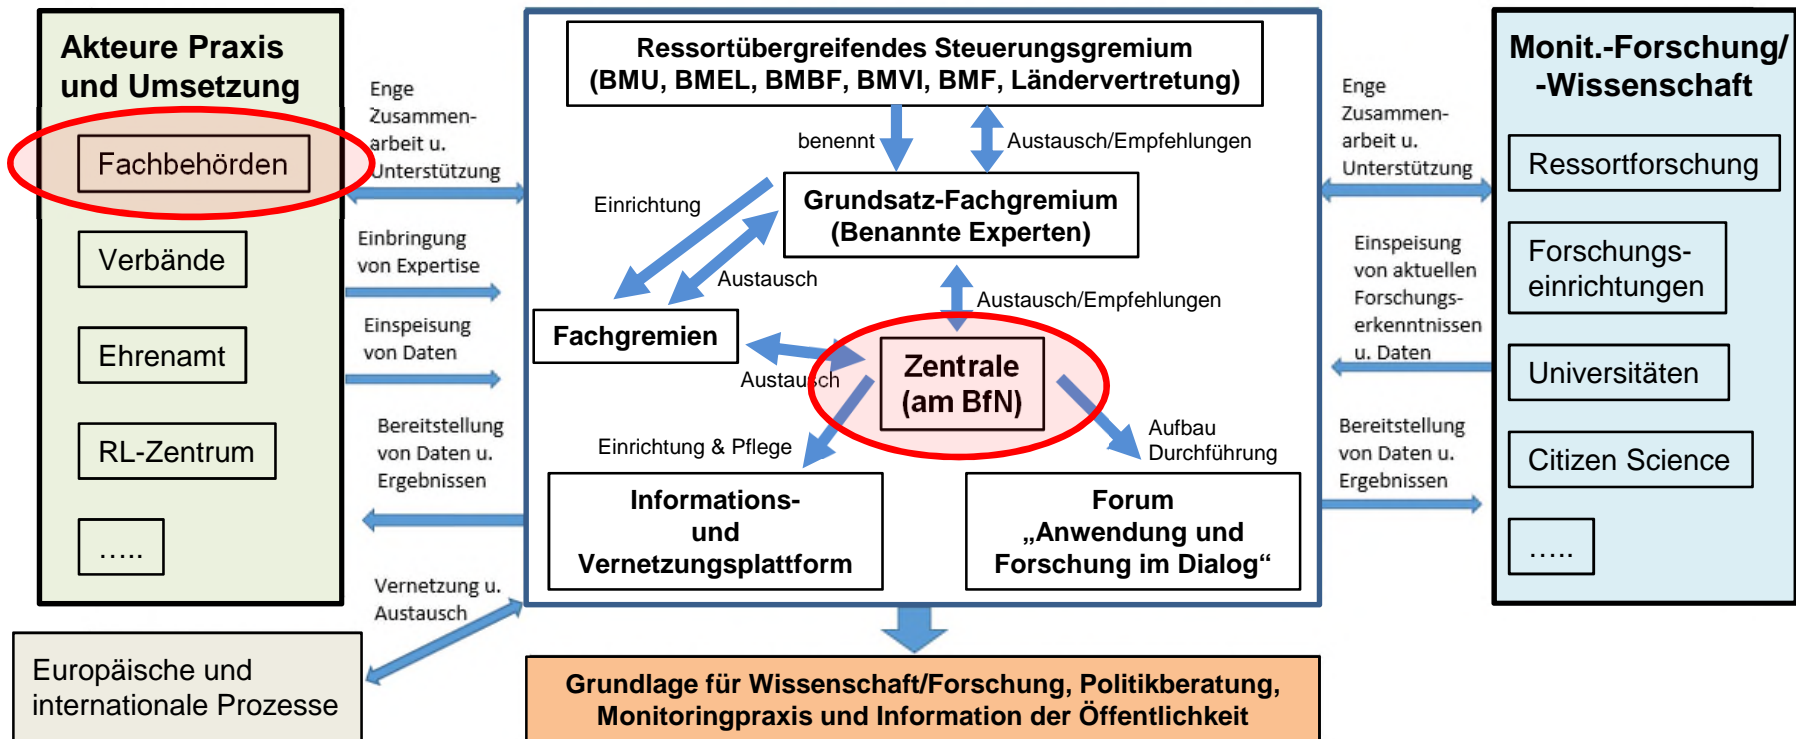 Akteure Praxis
und Umsetzung
Fachbehörden
Verbände
Ehrenamt
RL-Zentrum
…..
Enge
Zusammen-
arbeit u.
Unterstützung
Einbringung
von Expertise
Einspeisung
von Daten
Bereitstellung
von Daten u.
Ergebnissen
Vernetzung u.
Austausch
Europäische und
internationale Prozesse
Ressortübergreifendes Steuerungsgremium
(BMU, BMEL, BMBF, BMVI, BMF, Ländervertretung)
benennt
Austausch/Empfehlungen
Einrichtung
Grundsatz-Fachgremium
(Benannte Experten)
Austausch
Austausch/Empfehlungen
Fachgremien
Austausch
Zentrale
(am BfN)
Einrichtung & Pflege
Aufbau
Durchführung
Informations-
und
Vernetzungsplattform
Forum
„Anwendung und
Forschung im Dialog“
Grundlage für Wissenschaft/Forschung, Politikberatung,
Monitoringpraxis und Information der Öffentlichkeit
Enge
Zusammen-
arbeit u.
Unterstützung
Einspeisung
von aktuellen
Forschungs-
erkenntnissen
u. Daten
Bereitstellung
von Daten u.
Ergebnissen
Monit.-Forschung/
-Wissenschaft
Ressortforschung
Forschungs-
einrichtungen
Universitäten
Citizen Science
…..